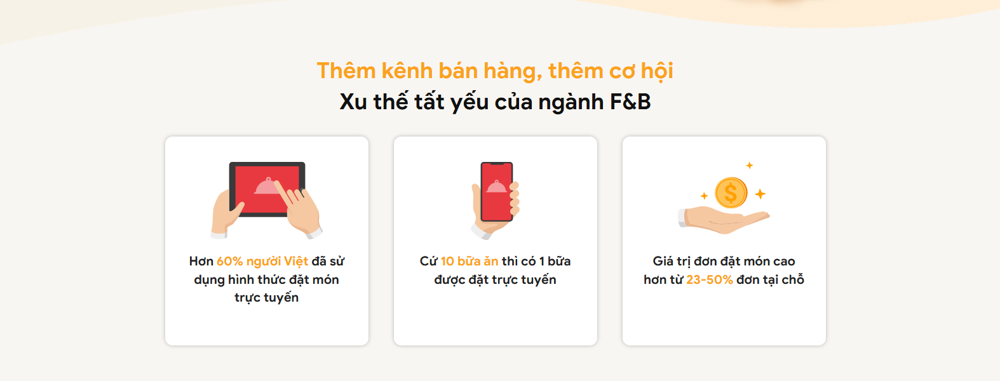 Thêm kênh bán hàng, thêm cơ hội
Xu thế tất yếu của ngành F&B
Hơn 60% người Việt đã sử
dụng hình thức đặt món
trực tuyến
Cứ 10 bữa ăn thì có 1 bữa
được đặt trực tuyến
$
Giá trị đơn đặt món cao
hơn từ 23-50% đơn tại chỗ